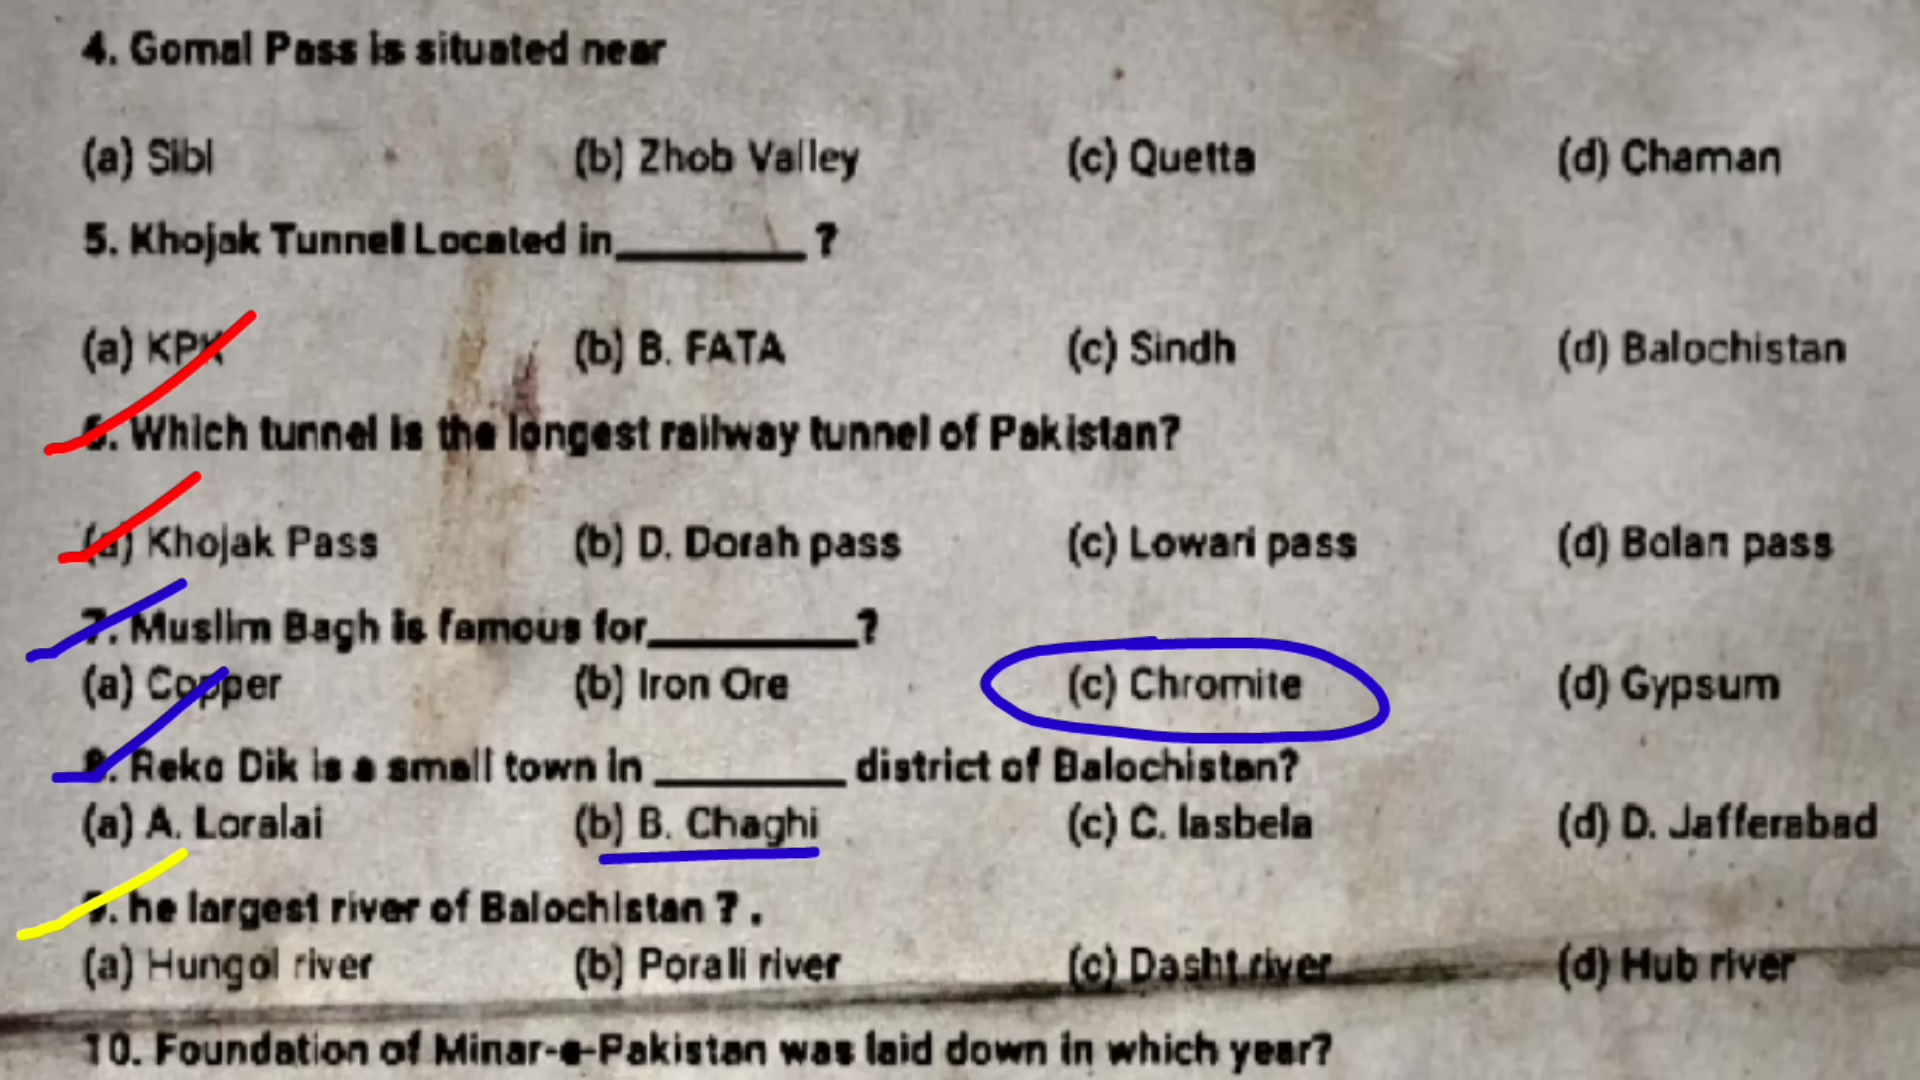 4. Gomal Pass is situated near
(a) Sibi (b) Zhob Valley (c) Quetta (d) Chaman
5. Khojak Tunnel Located in_________ ?
(a) KPK (b) B. FATA (c) Sindh (d) Balochistan
6. Which tunnel is the longest railway tunnel of Pakistan?
(a) Khojak Pass (b) D. Dorah pass (c) Lowari pass (d) Bolan pass
7. Muslim Bagh is famous for__________?
(a) Copper (b) Iron Ore (c) Chromite (d) Gypsum
8. Reko Dik is a small town in _________ district of Balochistan?
(a) A. Loralai (b) B. Chaghi (c) C. lasbela (d) D. Jafferabad
9. he largest river of Balochistan ? .
(a) Hungol river (b) Porali river (c) Dasht river (d) Hub river
10. Foundation of Minar-e-Pakistan was laid down in which year?